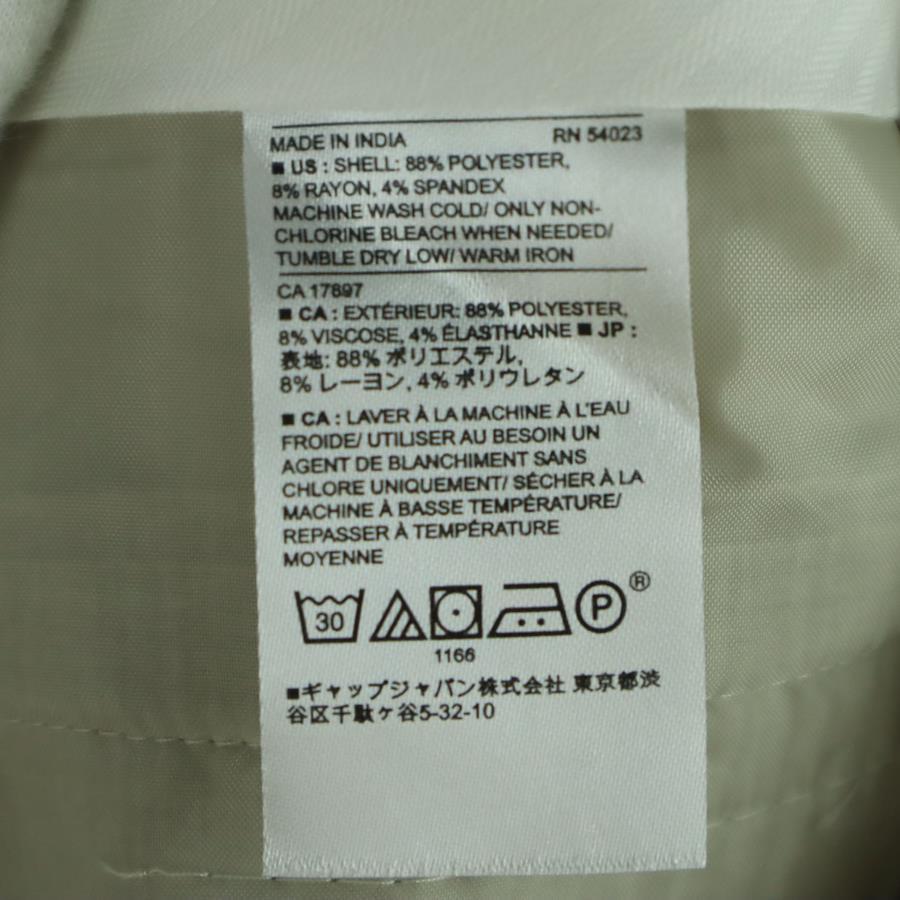 MADE IN INDIA RN 54023
■ US : SHELL: 88% POLYESTER,
8% RAYON, 4% SPANDEX
MACHINE WASH COLD/ ONLY NON-
CHLORINE BLEACH WHEN NEEDED/
TUMBLE DRY LOW/ WARM IRON
CA 17897
■ CA : EXTÉRIEUR: 88% POLYESTER,
8% VISCOSE, 4% ÉLASTHANNE ■ JP :
表地: 88% ポリエステル,
8% レーヨン, 4% ポリウレタン
■ CA : LAVER À LA MACHINE À L'EAU
FROIDE/ UTILISER AU BESOIN UN
AGENT DE BLANCHIMENT SANS
CHLORE UNIQUEMENT/ SÉCHER À LA
MACHINE À BASSE TEMPÉRATURE/
REPASSER À TEMPÉRATURE
MOYENNE
30 P ®
1166
■ギャップジャパン株式会社 東京都渋
谷区千駄ケ谷5-32-10